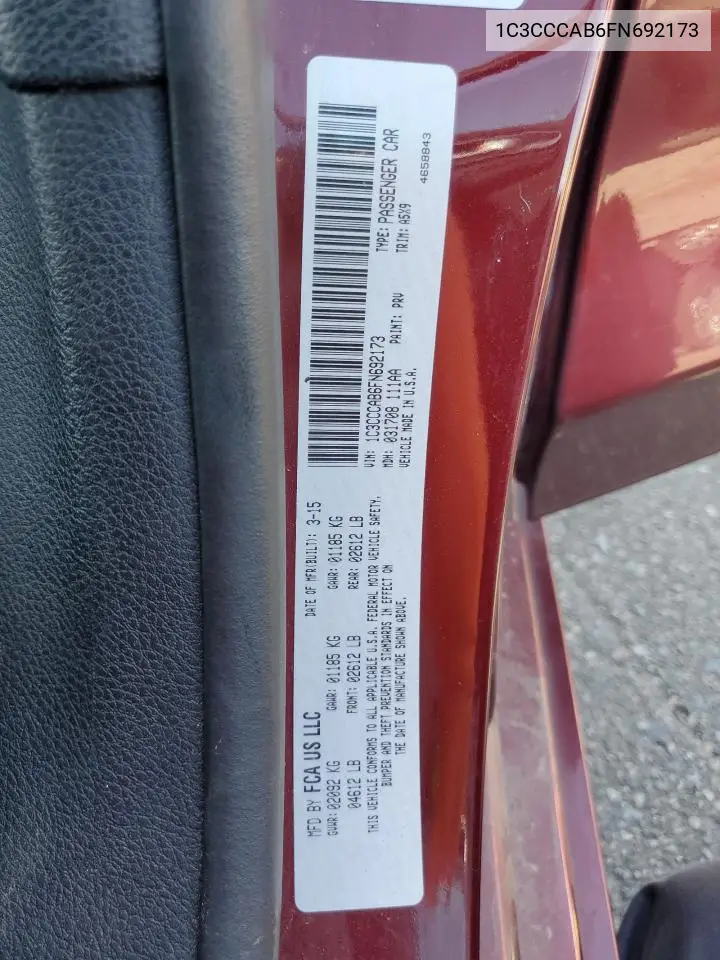 1C3CCCAB6FN692173
MFD BY FCA US LLC
DATE OF MFR(BUILT): 3-15
GVWR: 02092 KG GAWR: 01185 KG GAWR: 01185 KG
04612 LB FRONT: 02612 LB REAR: 02612 LB
THIS VEHICLE CONFORMS TO ALL APPLICABLE U.S.A. FEDERAL MOTOR VEHICLE SAFETY,
BUMPER AND THEFT PREVENTION STANDARDS IN EFFECT ON
THE DATE OF MANUFACTURE SHOWN ABOVE.
VIN: 1C3CCCAB6FN692173 TYPE: PASSENGER CAR
MDH: 031708 111AA PAINT: PRV TRIM: A5X9
VEHICLE MADE IN U.S.A. 4658843